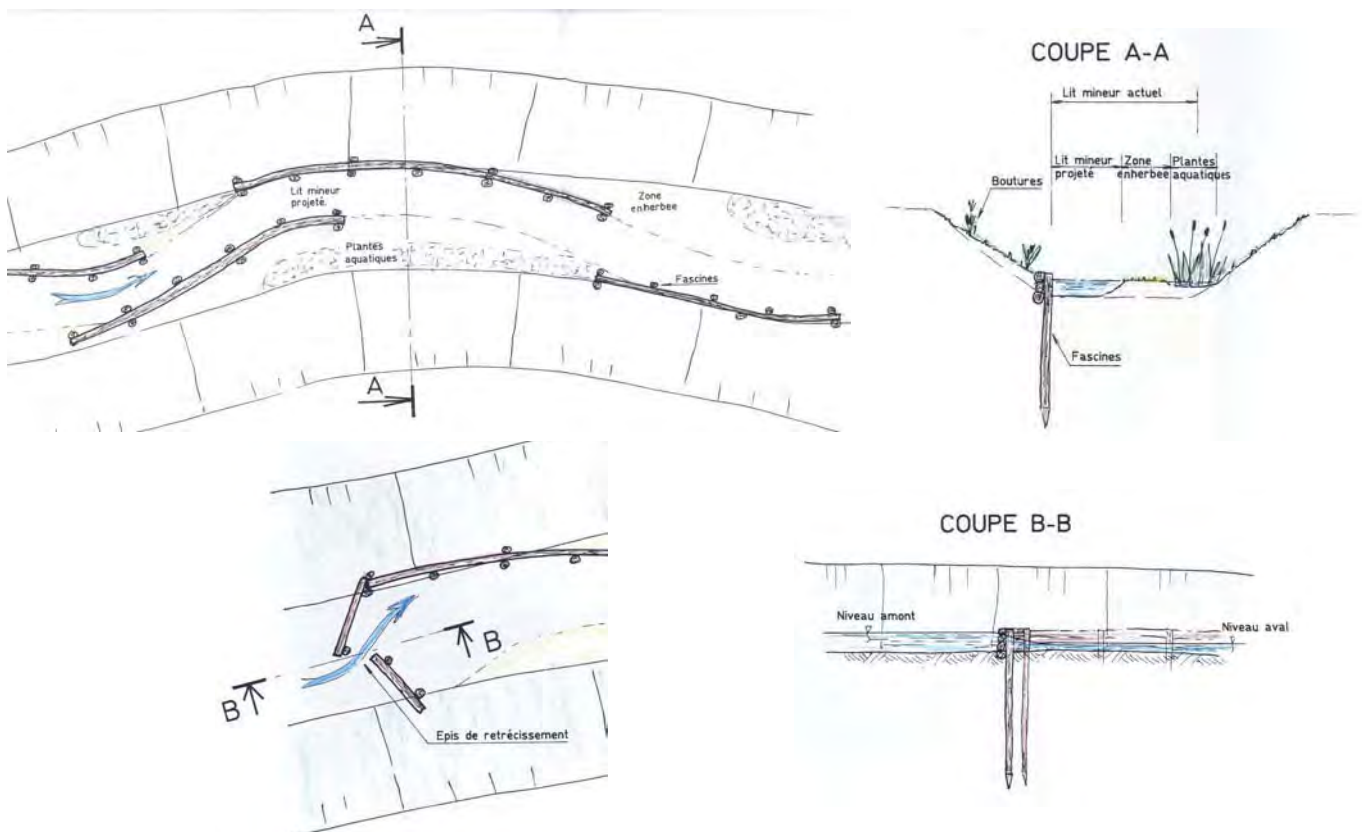 A
Lit mineur
projeté.
Zone
enherbee
Plantes
aquatiques
Fascines
A
COUPE A-A
Lit mineur actuel
Lit mineur
projeté
Zone
enherbée
Plantes
aquatiques
Boutures
Fascines
B
B
Epis de retrécissement
COUPE B-B
Niveau amont
Niveau aval